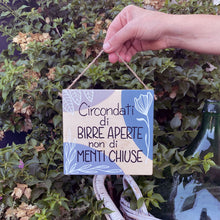 Circondati
di
BIRRE APERTE
non di
MENTI CHIUSE